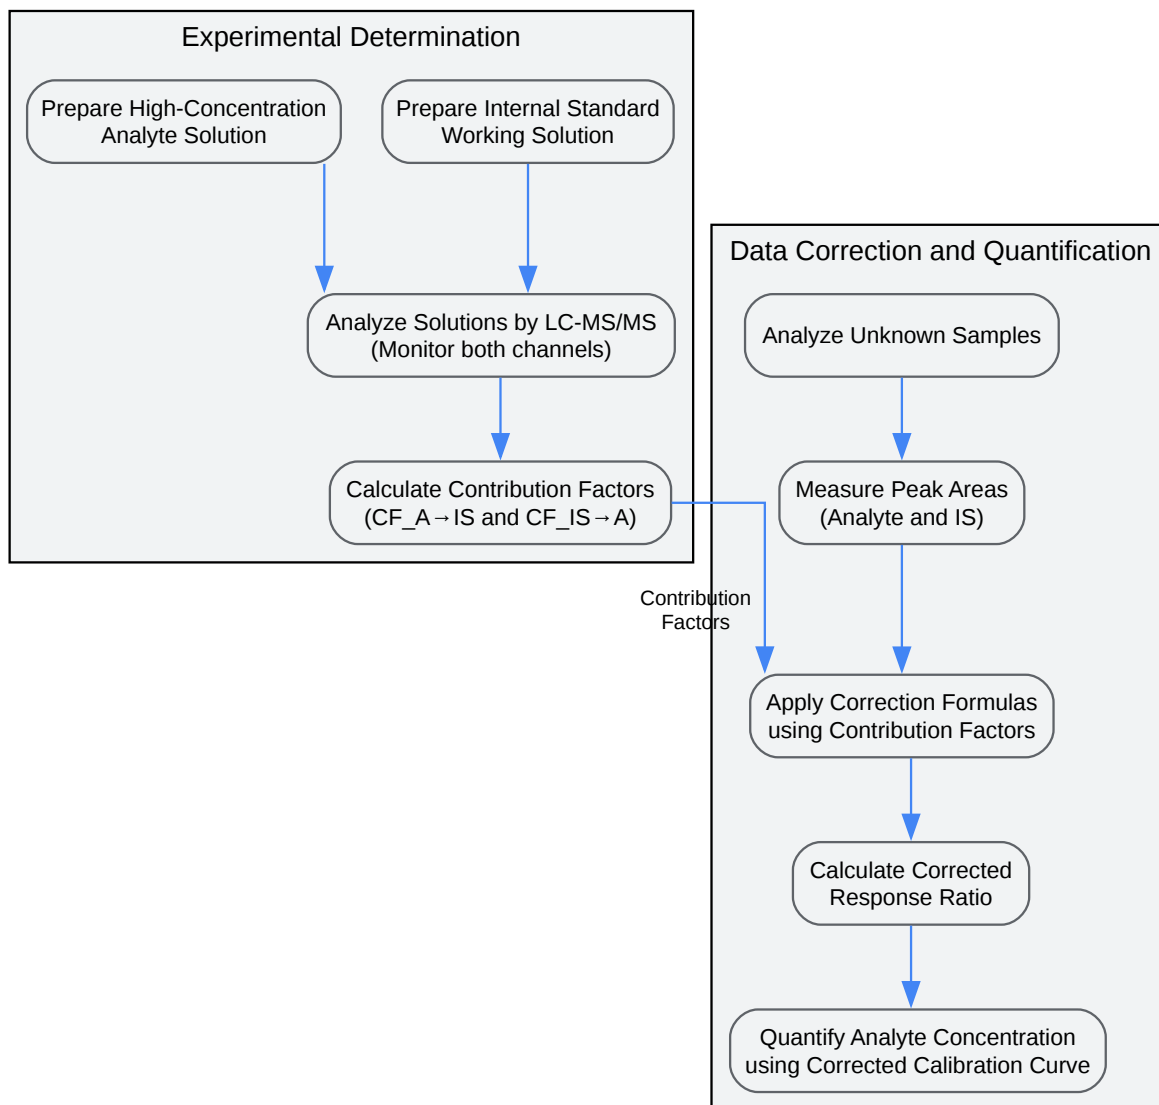 Experimental Determination
Prepare High-Concentration
Analyte Solution
Prepare Internal Standard
Working Solution
Analyze Solutions by LC-MS/MS
(Monitor both channels)
Calculate Contribution Factors
(CF_A→IS and CF_IS→A)
Contribution
Factors
Data Correction and Quantification
Analyze Unknown Samples
Measure Peak Areas
(Analyte and IS)
Apply Correction Formulas
using Contribution Factors
Calculate Corrected
Response Ratio
Quantify Analyte Concentration
using Corrected Calibration Curve